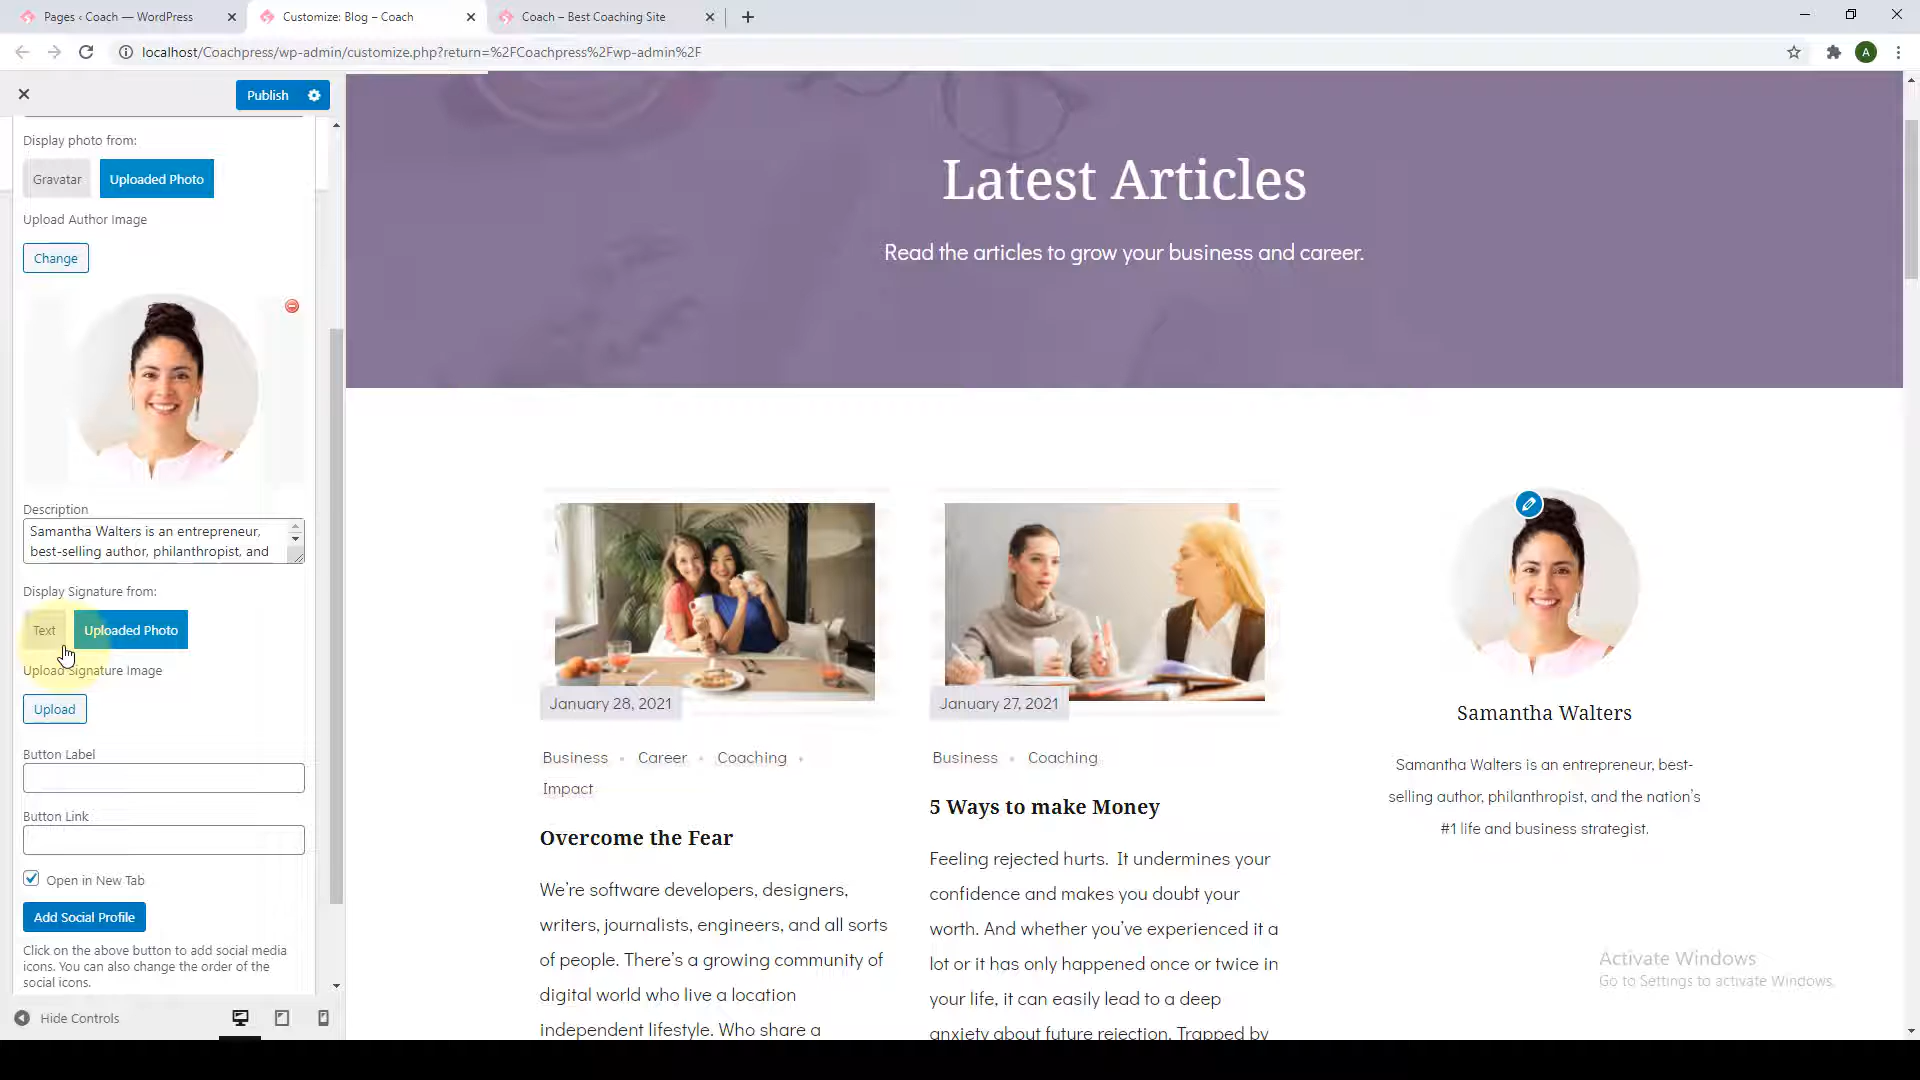 Pages ‹ Coach — WordPress
Customize: Blog – Coach
Coach – Best Coaching Site
localhost/Coachpress/wp-admin/customize.php?return=%2FCoachpress%2Fwp-admin%2F
A
Publish
Display photo from:
Gravatar
Uploaded Photo
Upload Author Image
Change
Description
Samantha Walters is an entrepreneur,
best-selling author, philanthropist, and
Display Signature from:
Text
Uploaded Photo
Upload Signature Image
Upload
Button Label
Button Link
Open in New Tab
Add Social Profile
Click on the above button to add social media
icons. You can also change the order of the
social icons.
Hide Controls
Latest Articles
Read the articles to grow your business and career.
January 28, 2021
Business • Career • Coaching •
Impact
Overcome the Fear
We’re software developers, designers,
writers, journalists, engineers, and all sorts
of people. There’s a growing community of
digital world who live a location
independent lifestyle. Who share a
January 27, 2021
Business • Coaching
5 Ways to make Money
Feeling rejected hurts.  It undermines your
confidence and makes you doubt your
worth. And whether you’ve experienced it a
lot or it has only happened once or twice in
your life, it can easily lead to a deep
anxiety about future rejection. Trapped by
Samantha Walters
Samantha Walters is an entrepreneur, best-
selling author, philanthropist, and the nation’s
#1 life and business strategist.
Activate Windows
Go to Settings to activate Windows.